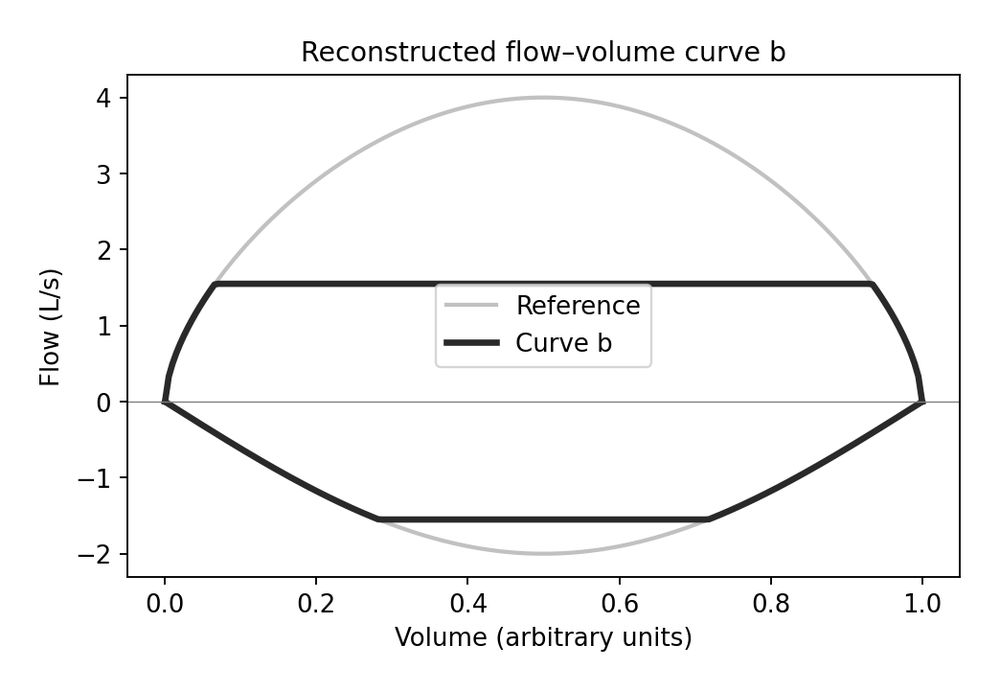 Reconstructed flow–volume curve b
Flow (L/s)
4
3
2
1
0
−1
−2
Reference
Curve b
0.0 0.2 0.4 0.6 0.8 1.0
Volume (arbitrary units)